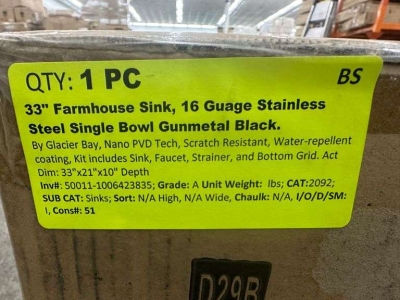 QTY: 1 PC
BS
33" Farmhouse Sink, 16 Guage Stainless
Steel Single Bowl Gunmetal Black.
By Glacier Bay, Nano PVD Tech, Scratch Resistant, Water-repellent
coating, Kit includes Sink, Faucet, Strainer, and Bottom Grid. Act
Dim: 33"x21"x10" Depth
Inv#: 50011-1006423835; Grade: A Unit Weight: lbs; CAT:2092;
SUB CAT: Sinks; Sort: N/A High, N/A Wide, Chaulk: N/A, I/O/D/SM:
I, Cons#: 51
D29B